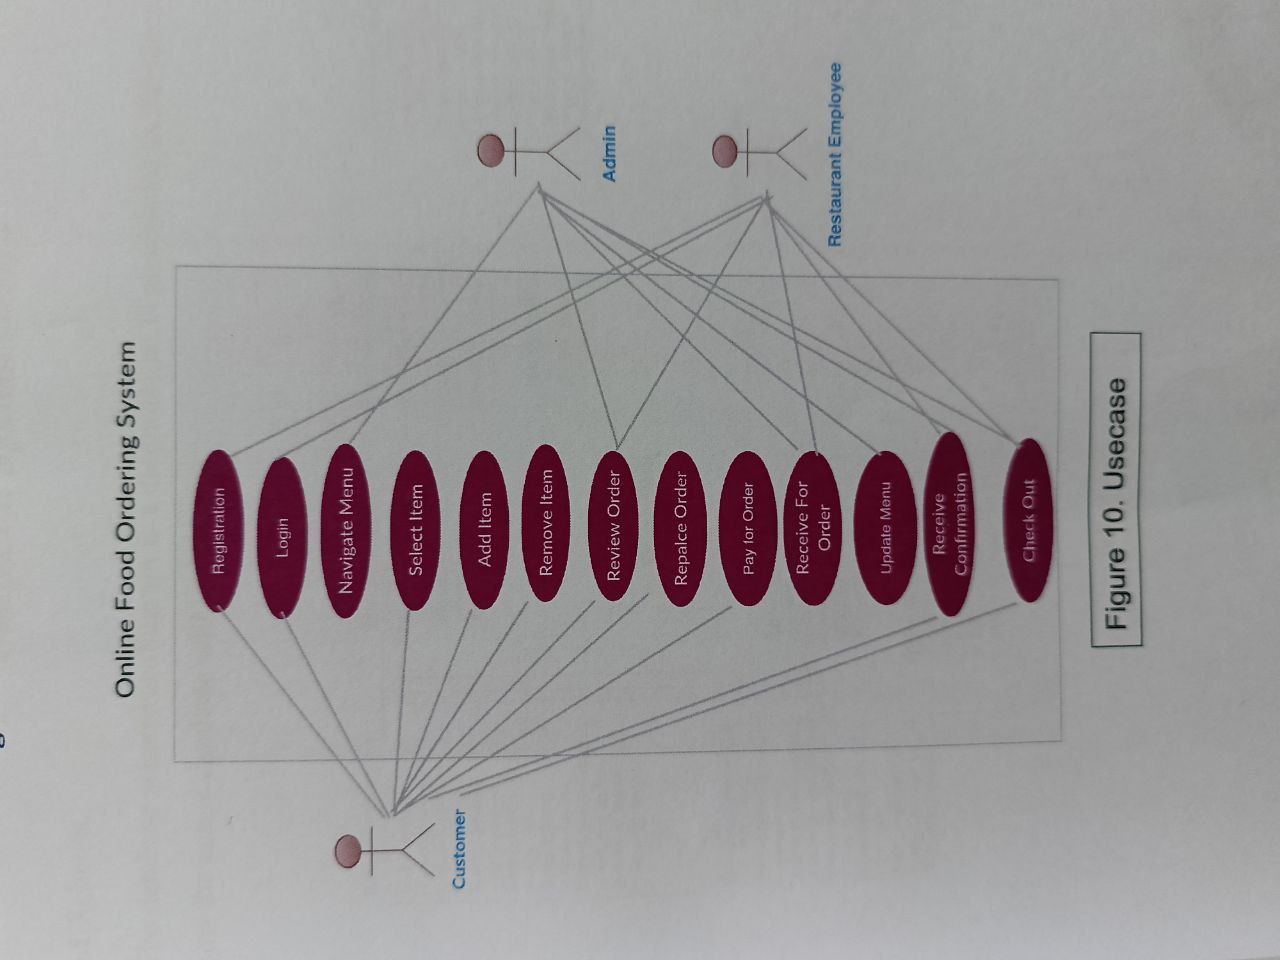 Online Food Ordering System
Registration
Login
Navigate Menu
Select Item
Add Item
Remove Item
Review Order
Repalce Order
Pay for Order
Receive For
Order
Update Menu
Receive
Confirmation
Check Out
Customer
Admin
Restaurant Employee
Figure 10. Usecase